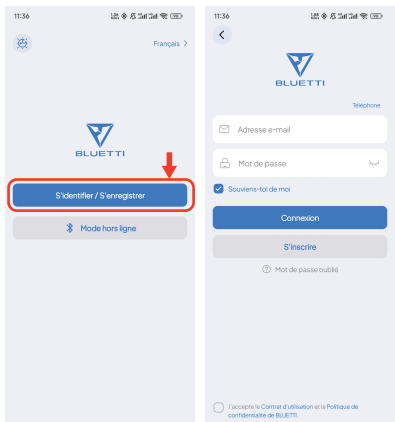 11:36
Français >
BLUETTI
S'identifier / S'enregistrer
Mode hors ligne
11:36
BLUETTI
Téléphone
Adresse e-mail
Mot de passe
Souviens-toi de moi
Connexion
S'inscrire
Mot de passe oublié
J'accepte le Contrat d'utilisation et la Politique de
confidentialité de BLUETTI.